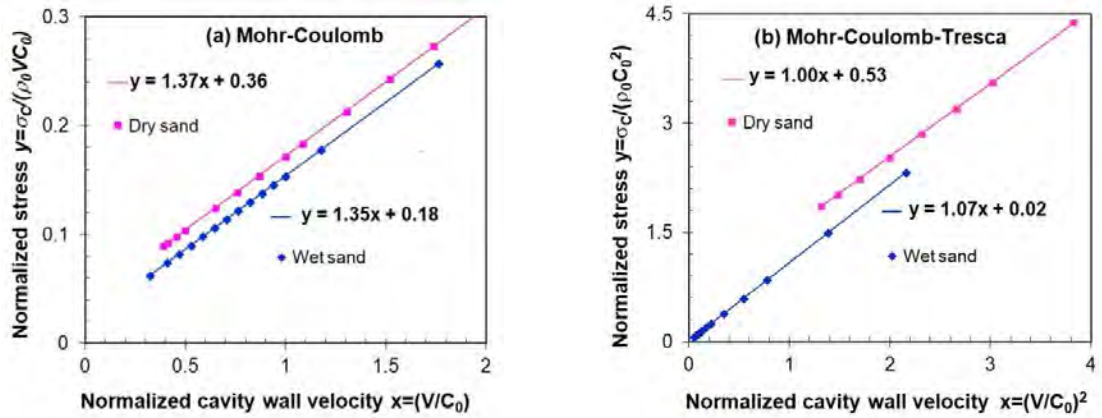 (a) Mohr-Coulomb
y = 1.37x + 0.36
Dry sand
y = 1.35x + 0.18
Wet sand
0.3
0.2
0.1
0
0
0.5
1
1.5
2
Normalized stress y=σC/(ρ0VC0)
Normalized cavity wall velocity x=(V/C0)
(b) Mohr-Coulomb-Tresca
y = 1.00x + 0.53
Dry sand
y = 1.07x + 0.02
Wet sand
4.5
3
1.5
0
0
1
2
3
4
Normalized stress y=σC/(ρ0C0²)
Normalized cavity wall velocity x=(V/C0)²